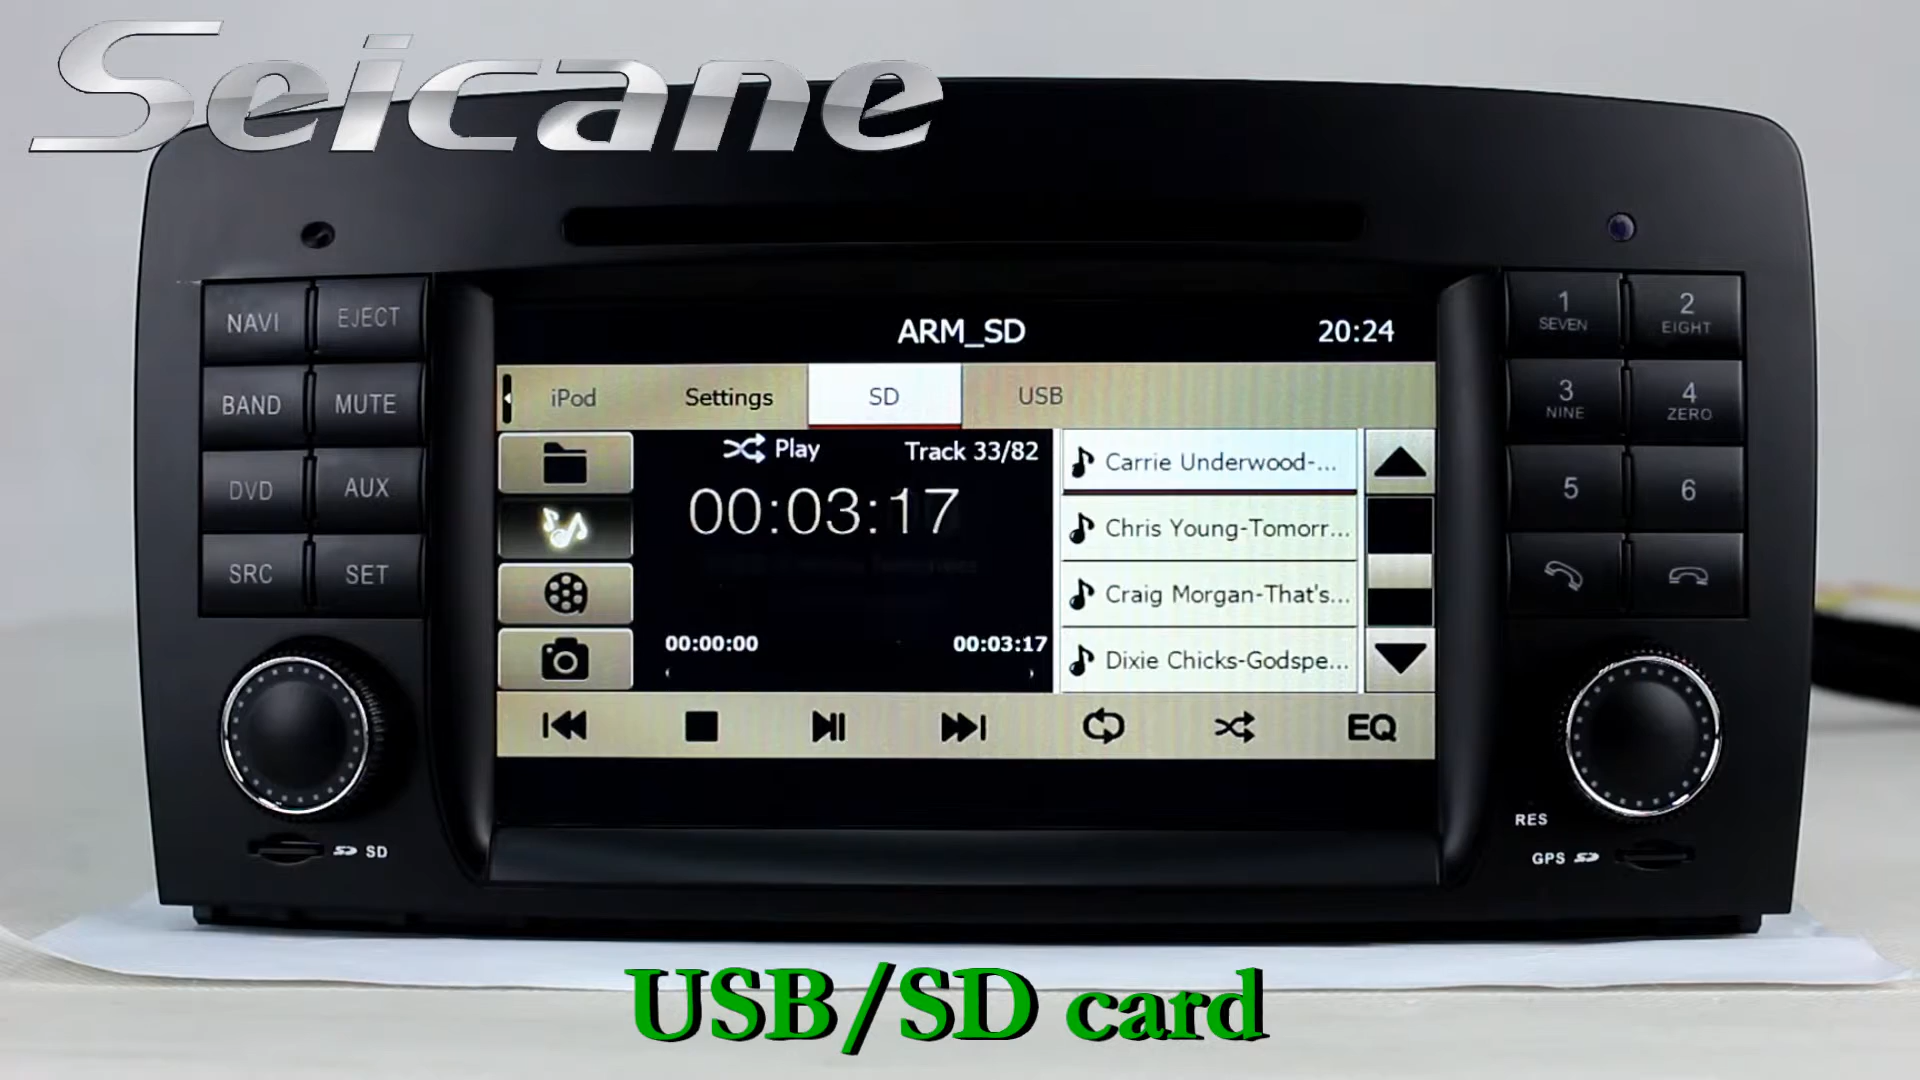 Seicane
NAVI EJECT
BAND MUTE
DVD AUX
SRC SET
SD
ARM_SD 20:24
iPod Settings SD USB
Play Track 33/82
00:03:17
00:00:00 00:03:17
Carrie Underwood-...
Chris Young-Tomorr...
Craig Morgan-That's...
Dixie Chicks-Godspe...
EQ
1 2
SEVEN EIGHT
3 4
NINE ZERO
5 6
RES
GPS
USB/SD card